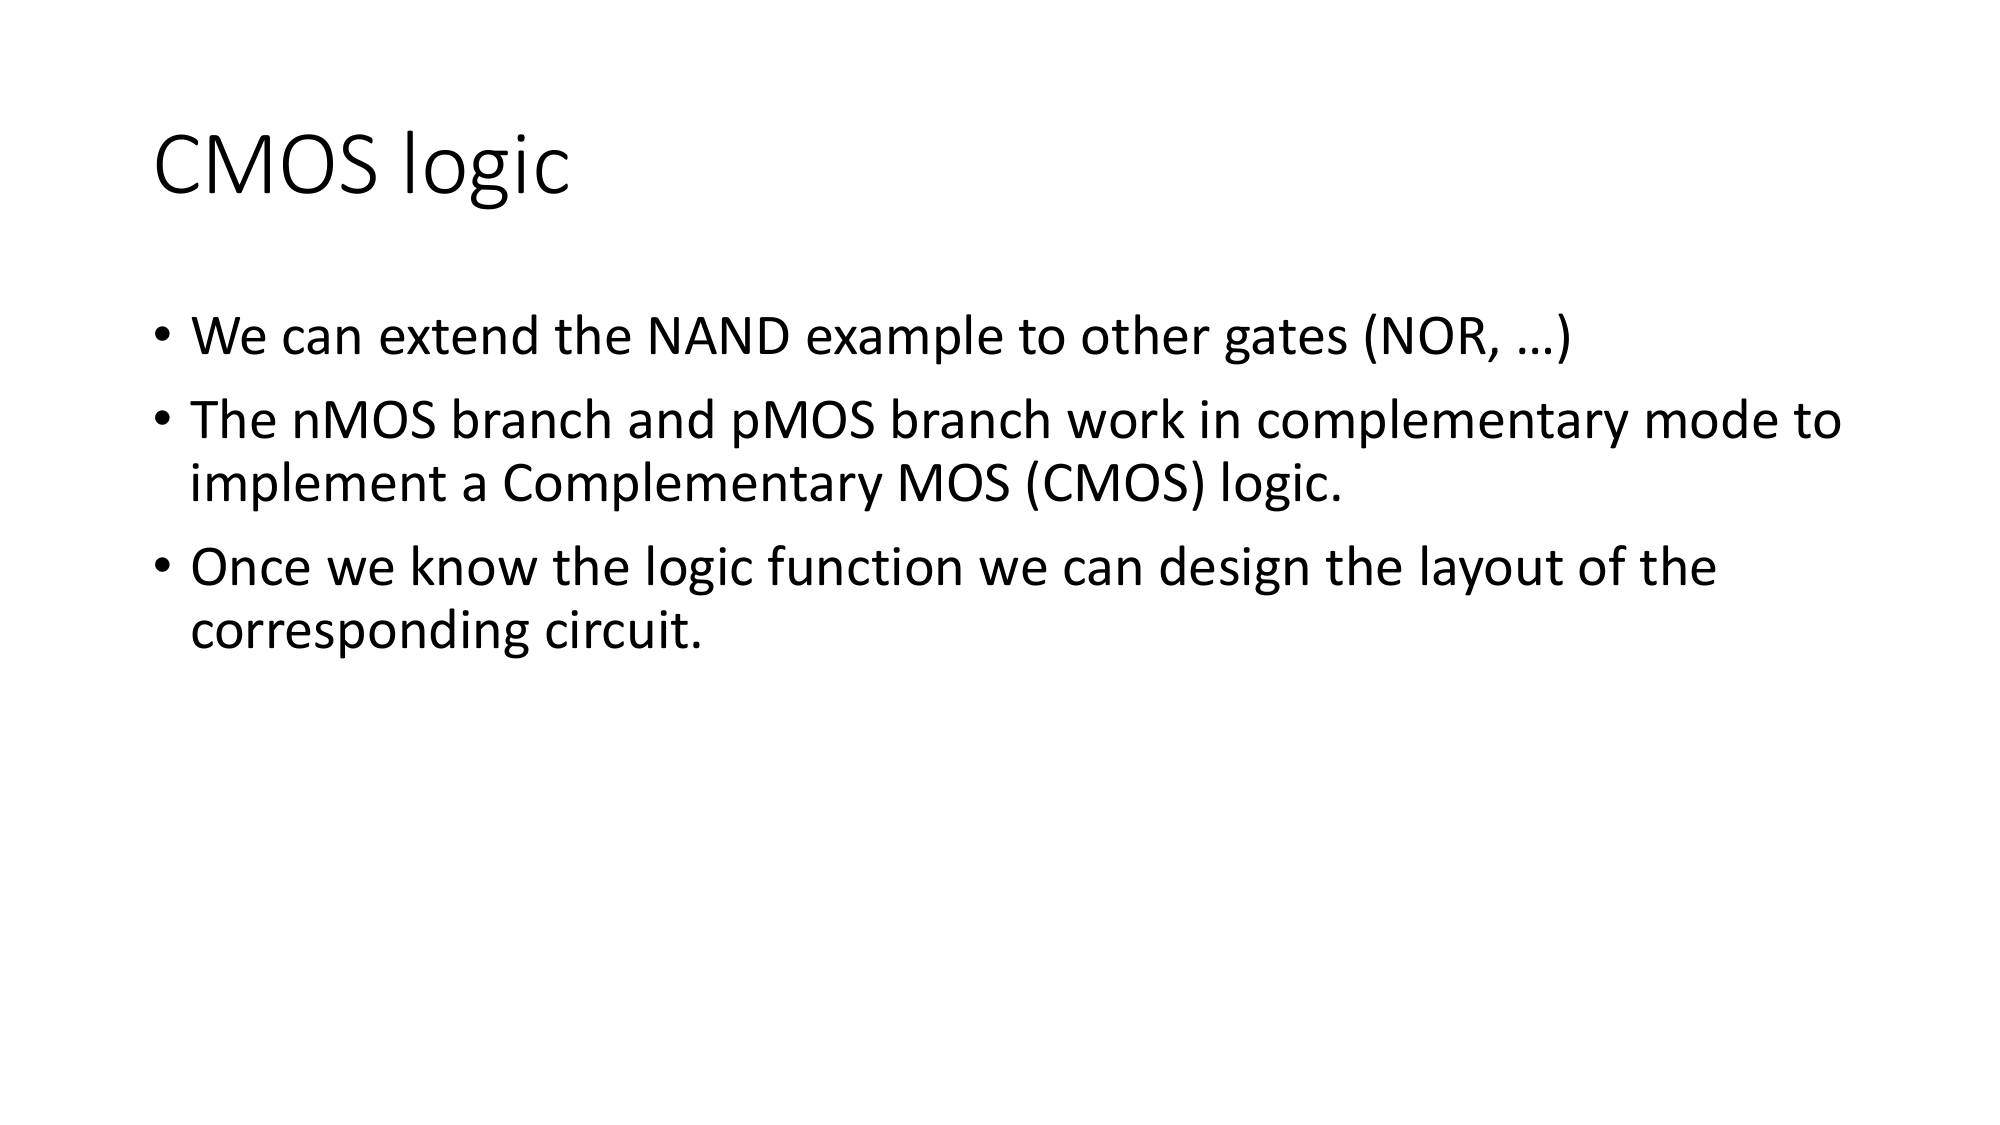 CMOS logic
• We can extend the NAND example to other gates (NOR, …)
• The nMOS branch and pMOS branch work in complementary mode to
implement a Complementary MOS (CMOS) logic.
• Once we know the logic function we can design the layout of the
corresponding circuit.